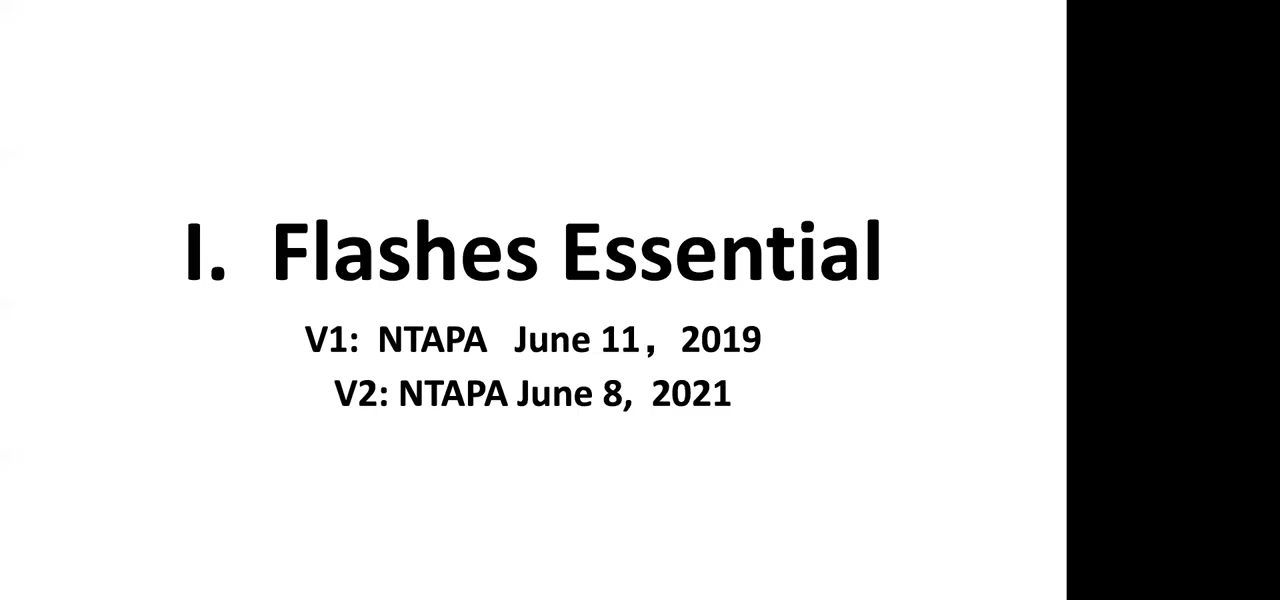 I. Flashes Essential
V1: NTAPA June 11，2019
V2: NTAPA June 8, 2021